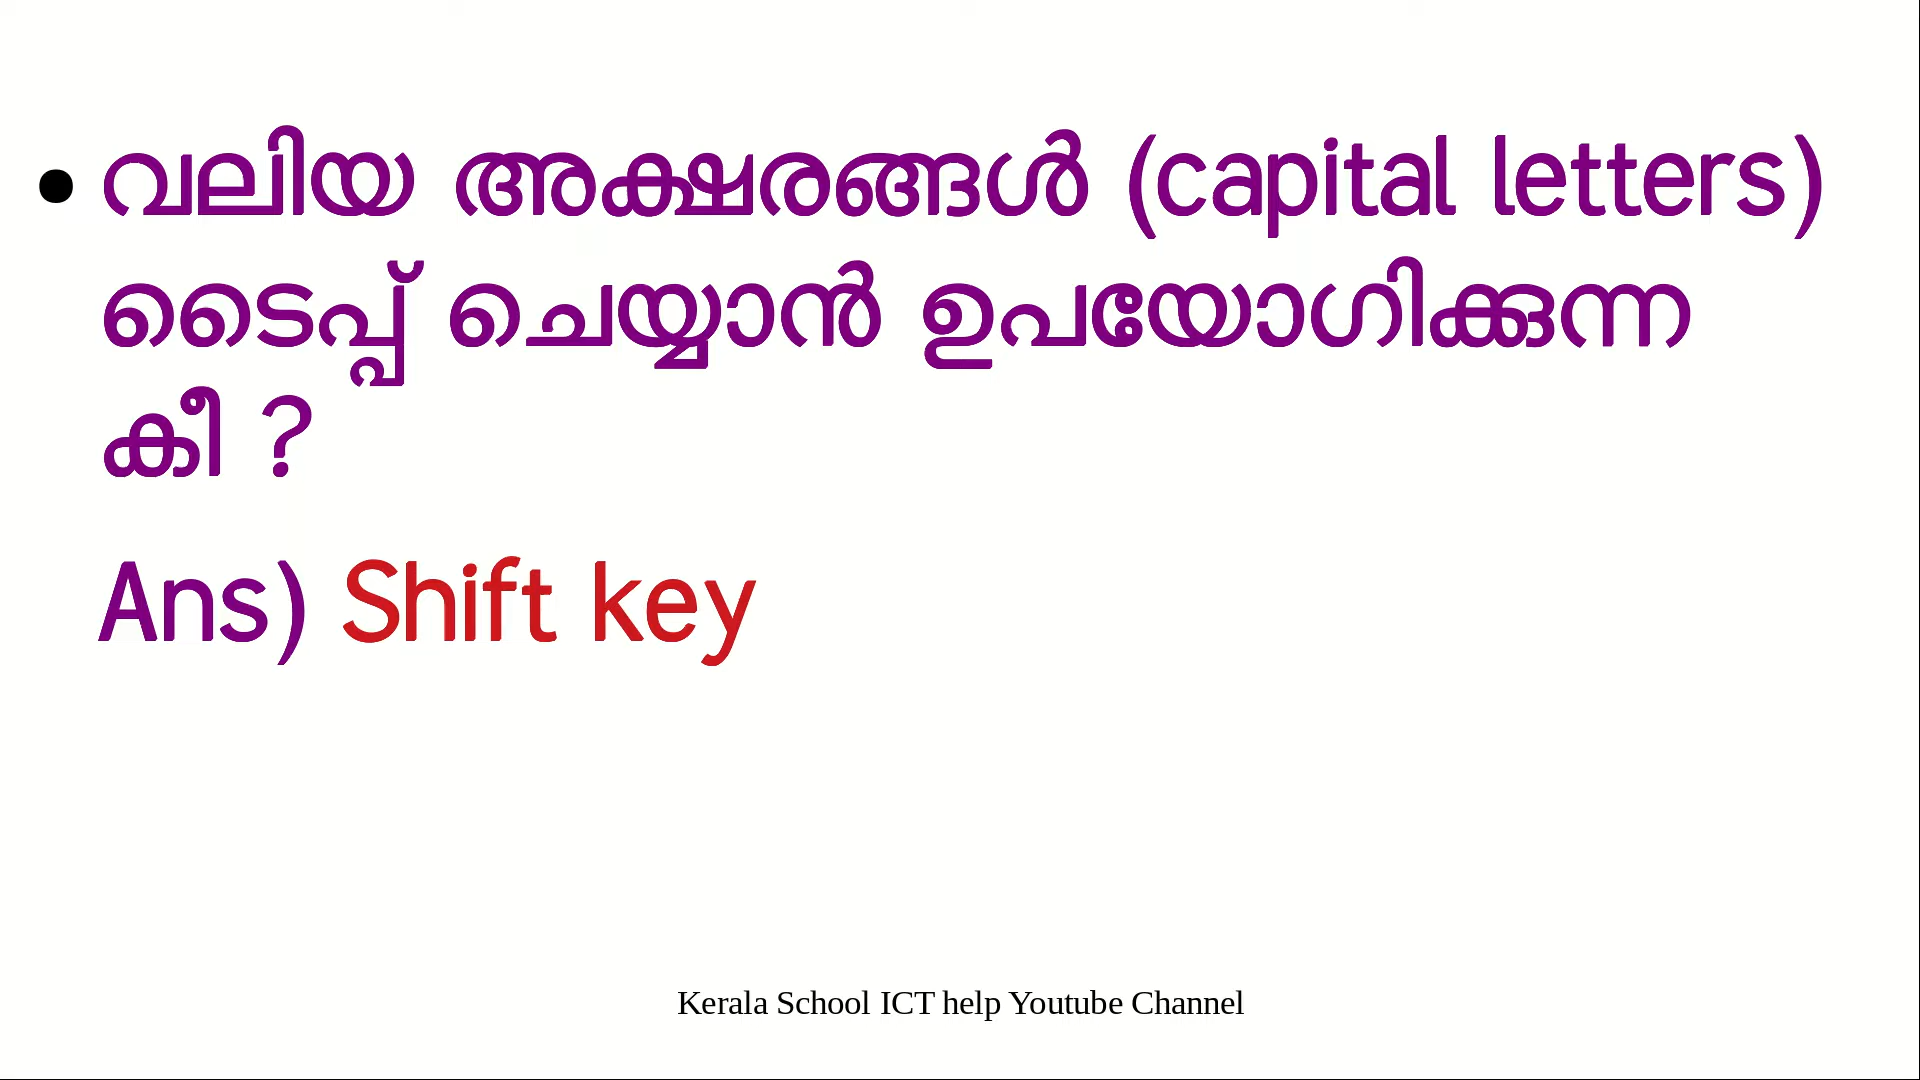 • വലിയ അക്ഷരങ്ങൾ (capital letters)
ടൈപ്പ് ചെയ്യാൻ ഉപയോഗിക്കുന്ന
കീ ?
Ans) Shift key
Kerala School ICT help Youtube Channel